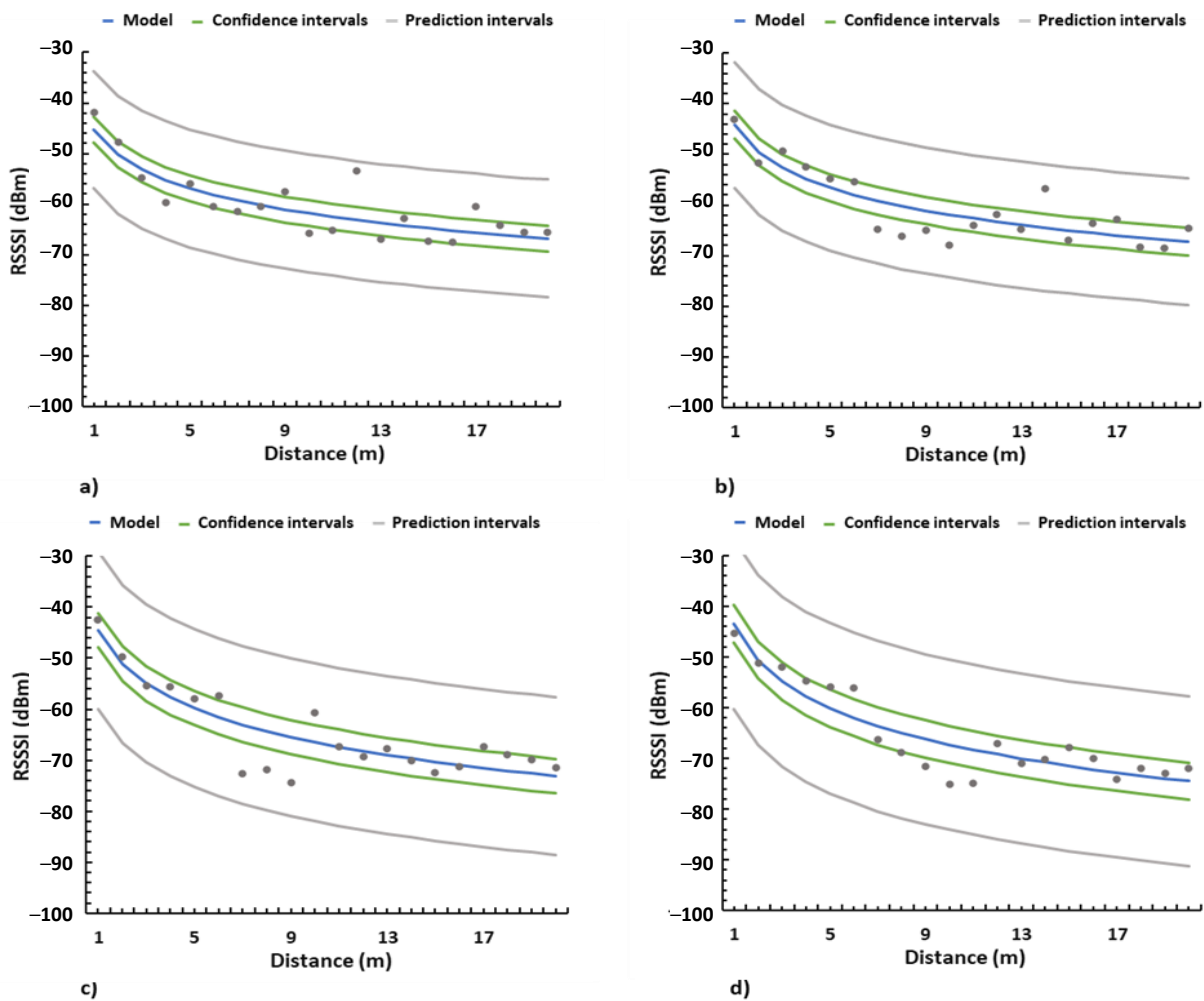 Model Confidence intervals Prediction intervals
−30
−40
−50
−60
−70
−80
−90
−100
RSSSI (dBm)
1 5 9 13 17
Distance (m)
a)
Model Confidence intervals Prediction intervals
−30
−40
−50
−60
−70
−80
−90
−100
RSSSI (dBm)
1 5 9 13 17
Distance (m)
b)
Model Confidence intervals Prediction intervals
−30
−40
−50
−60
−70
−80
−90
−100
RSSSI (dBm)
1 5 9 13 17
Distance (m)
c)
Model Confidence intervals Prediction intervals
−30
−40
−50
−60
−70
−80
−90
−100
RSSSI (dBm)
1 5 9 13 17
Distance (m)
d)